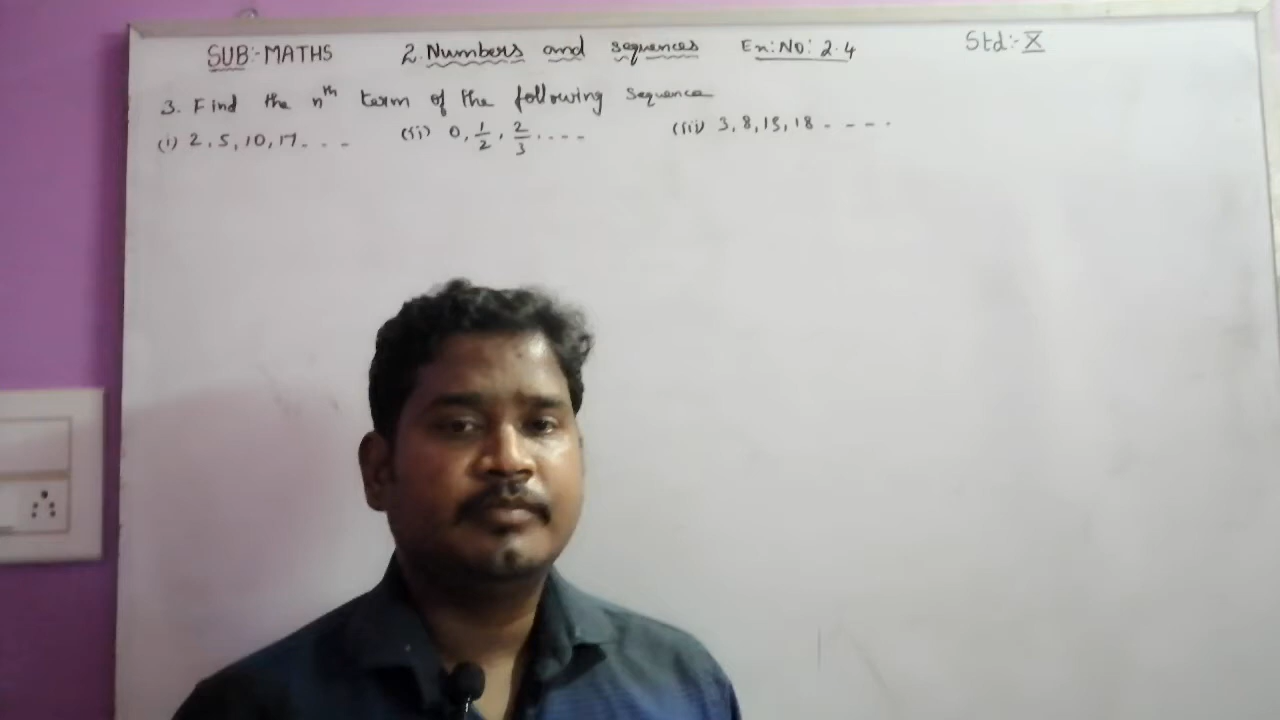 SUB:-MATHS 2. Numbers and sequences Ex:No: 2.4 Std:- X
3. Find the nth term of the following sequence
(i) 2, 5, 10, 17 - - - (ii) 0, 1/2, 2/3, .... (iii) 3, 8, 13, 18 - - - -